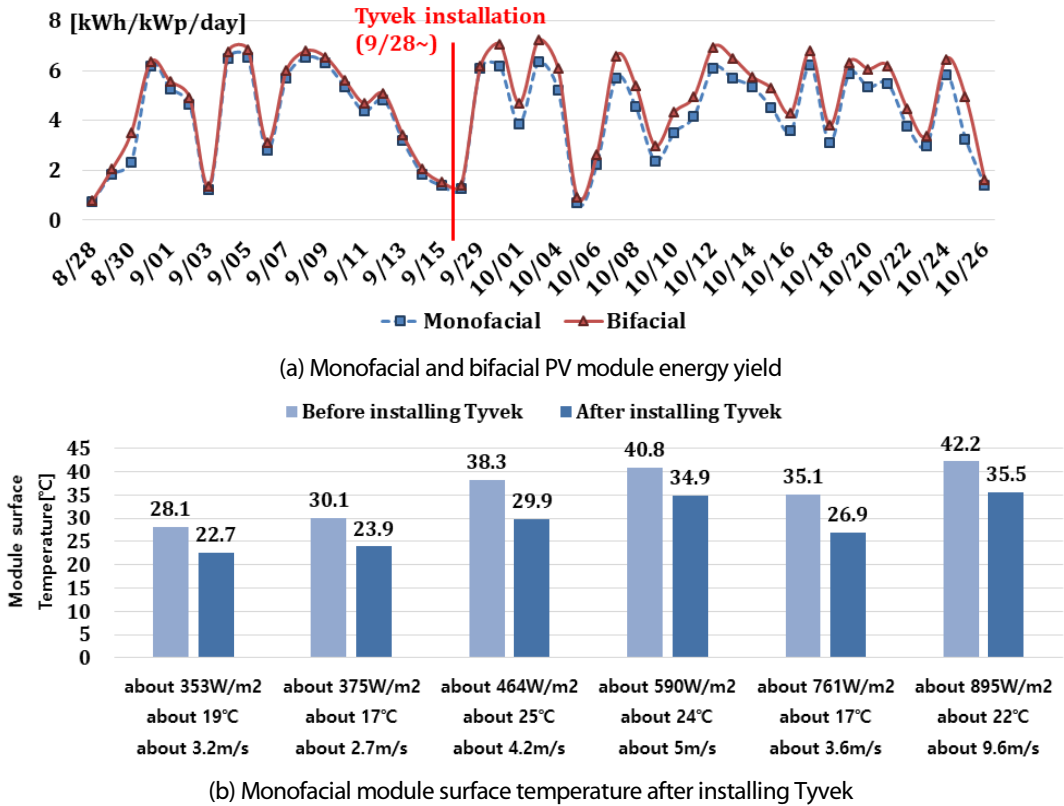 [kWh/kWp/day]
Tyvek installation
(9/28~)
8
6
4
2
0
8/28
8/30
9/01
9/03
9/05
9/07
9/09
9/11
9/13
9/15
9/29
10/01
10/04
10/06
10/08
10/10
10/12
10/14
10/16
10/18
10/20
10/22
10/24
10/26
Monofacial
Bifacial
(a) Monofacial and bifacial PV module energy yield
Before installing Tyvek
After installing Tyvek
Module surface
Temperature[℃]
45
40
35
30
25
20
15
10
5
0
28.1
22.7
30.1
23.9
38.3
29.9
40.8
34.9
35.1
26.9
42.2
35.5
about 353W/m2
about 19℃
about 3.2m/s
about 375W/m2
about 17℃
about 2.7m/s
about 464W/m2
about 25℃
about 4.2m/s
about 590W/m2
about 24℃
about 5m/s
about 761W/m2
about 17℃
about 3.6m/s
about 895W/m2
about 22℃
about 9.6m/s
(b) Monofacial module surface temperature after installing Tyvek